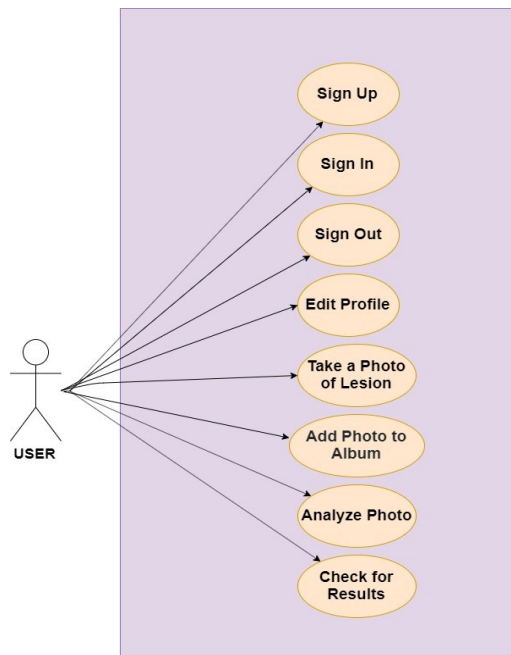 Sign Up
Sign In
Sign Out
Edit Profile
Take a Photo
of Lesion
Add Photo to
Album
Analyze Photo
Check for
Results
USER